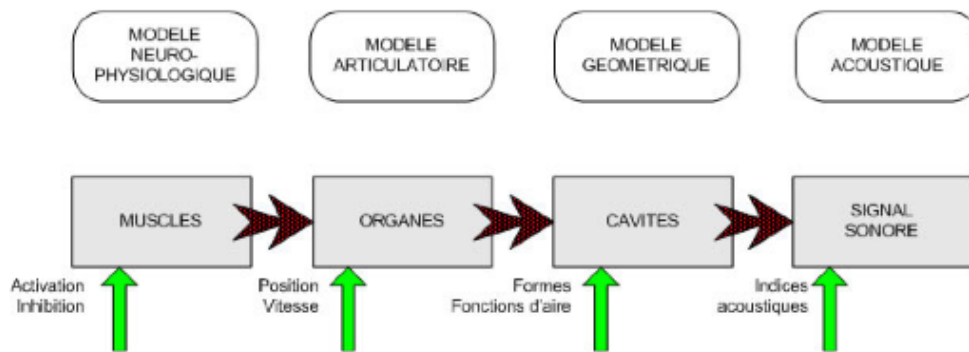 MODELE
NEURO-
PHYSIOLOGIQUE
MODELE
ARTICULATOIRE
MODELE
GEOMETRIQUE
MODELE
ACOUSTIQUE
MUSCLES
ORGANES
CAVITES
SIGNAL
SONORE
Activation
Inhibition
Position
Vitesse
Formes
Fonctions d'aire
Indices
acoustiques